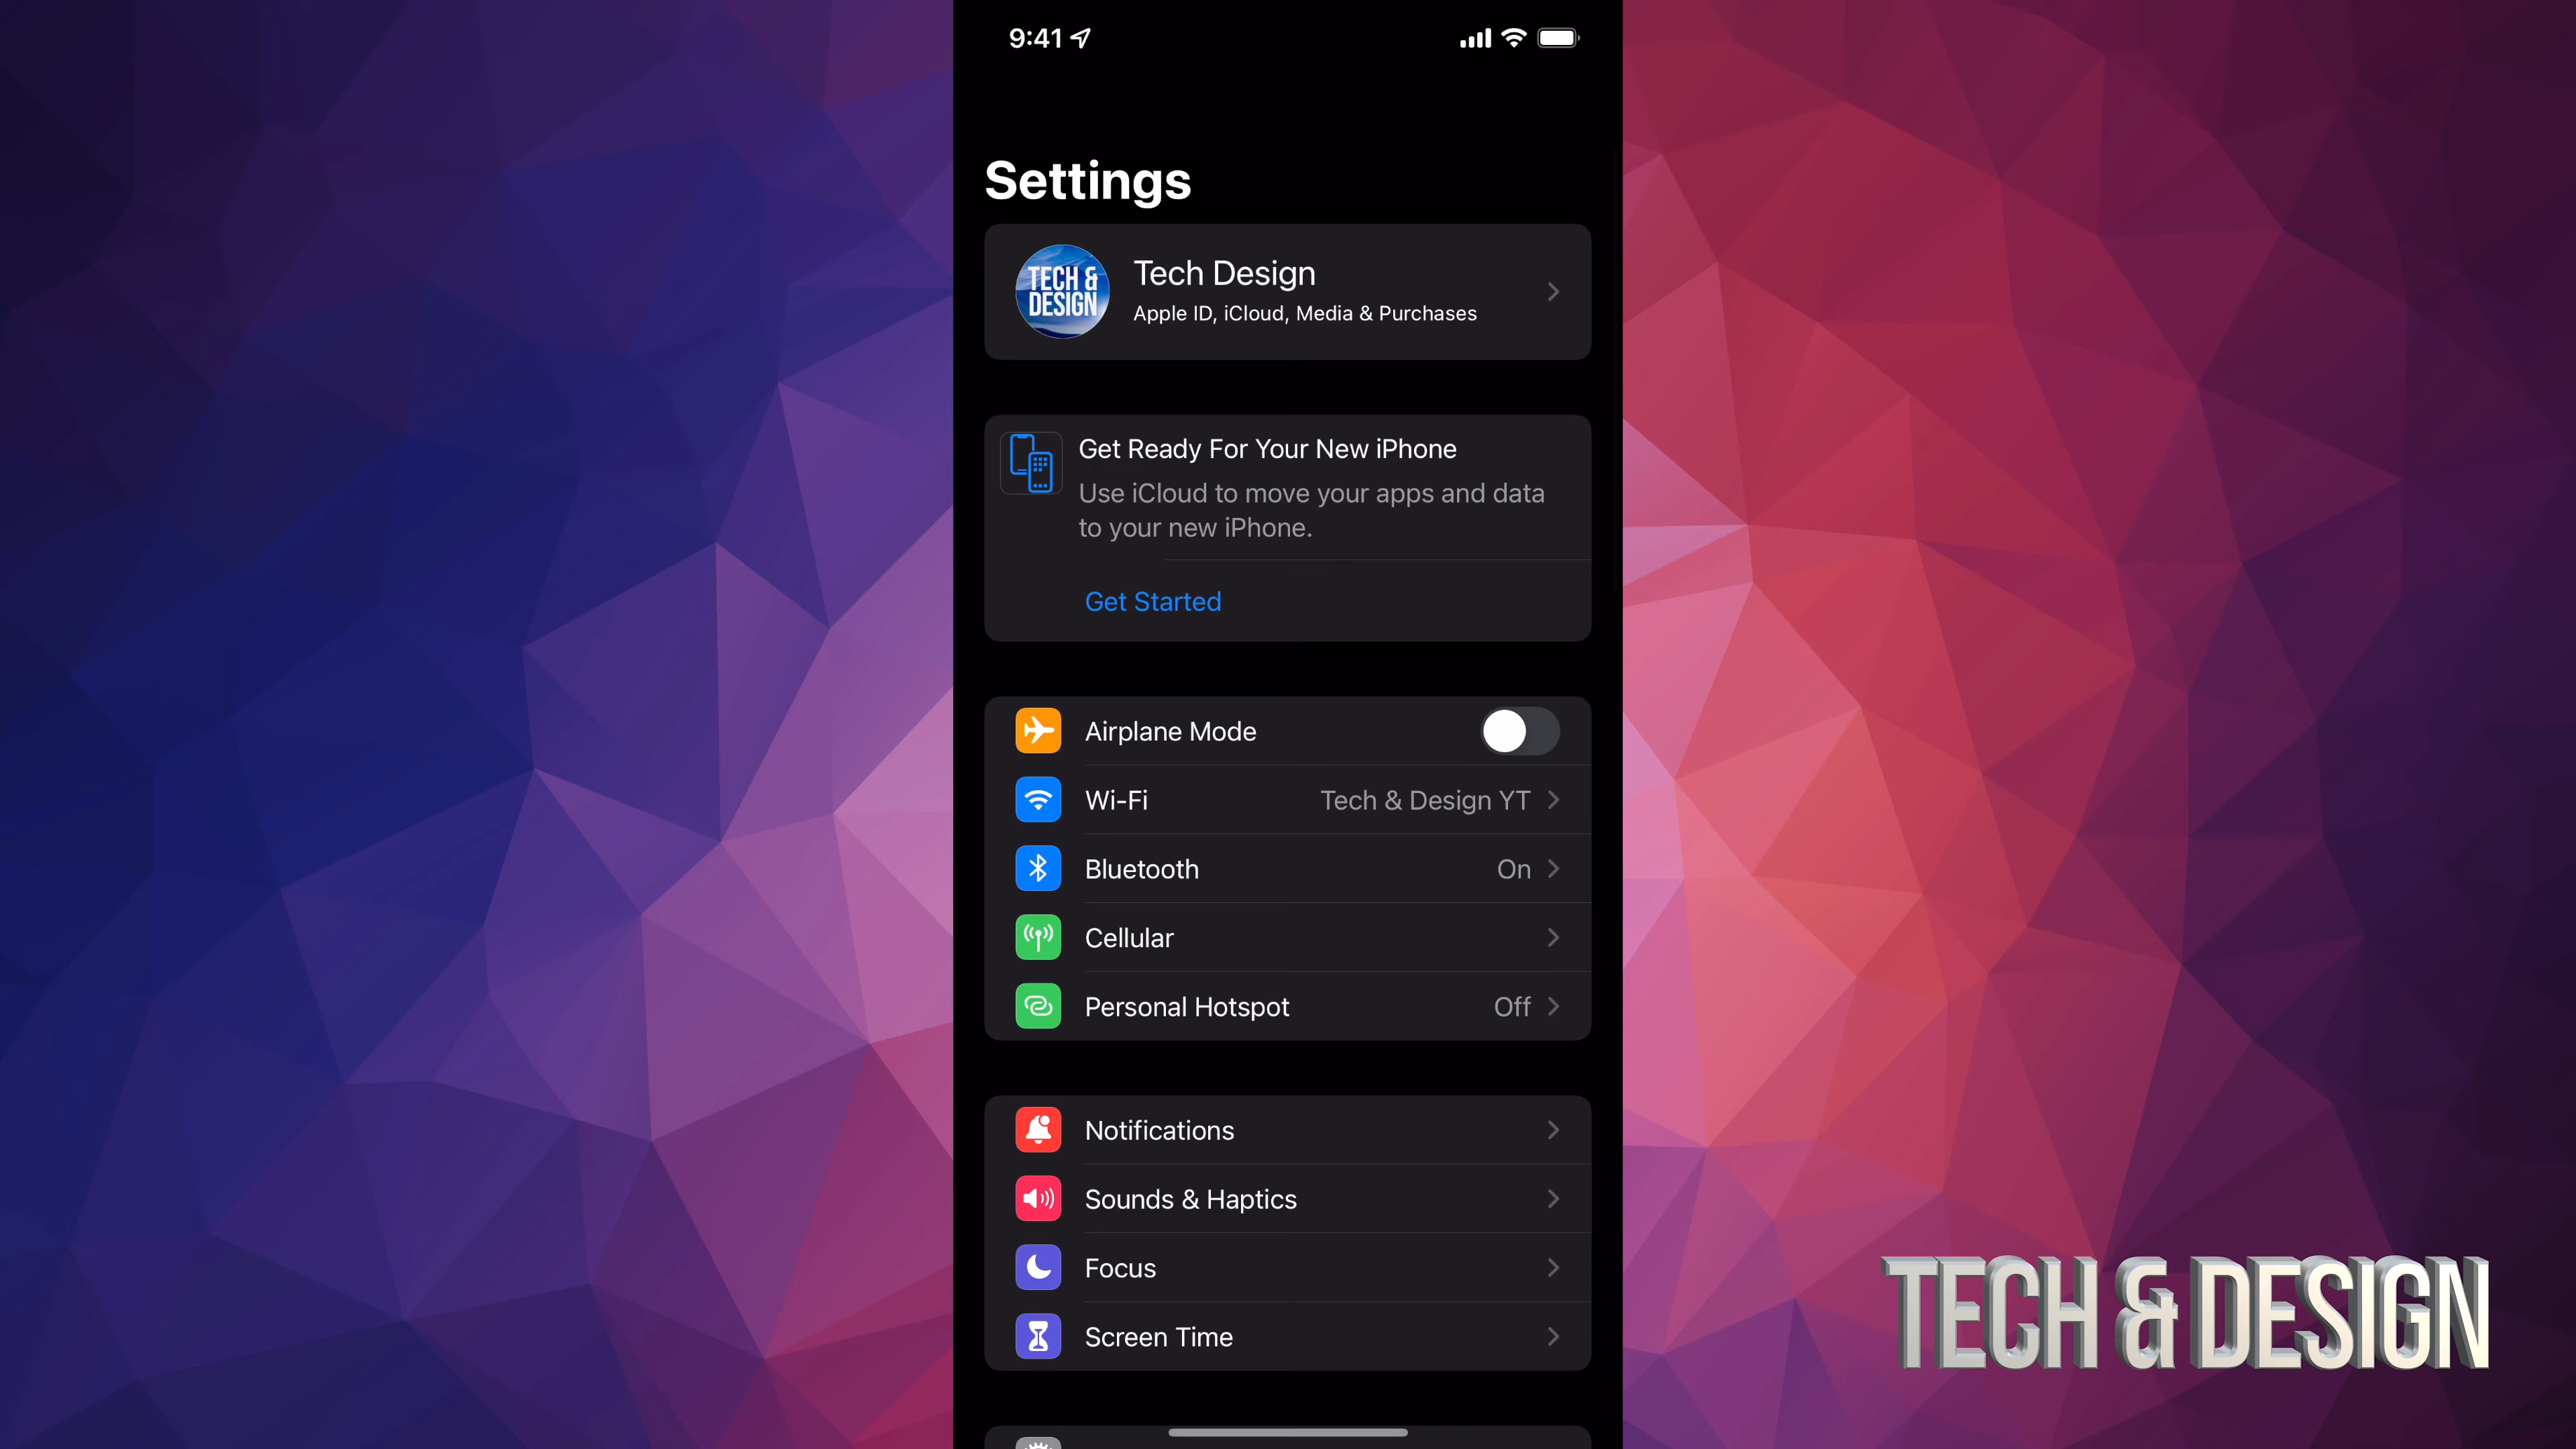 9:41
Settings
TECH &
DESIGN
Tech Design
Apple ID, iCloud, Media & Purchases
Get Ready For Your New iPhone
Use iCloud to move your apps and data
to your new iPhone.
Get Started
Airplane Mode
Wi-Fi Tech & Design YT
Bluetooth On
Cellular
Personal Hotspot Off
Notifications
Sounds & Haptics
Focus
Screen Time
TECH & DESIGN